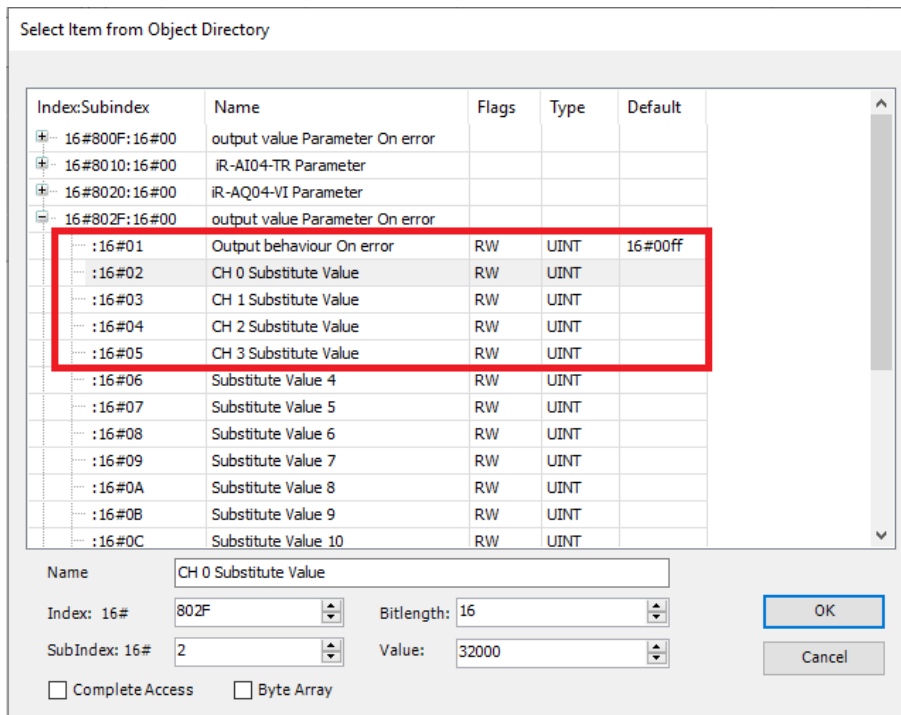 Select Item from Object Directory
Index:Subindex Name Flags Type Default
16#800F:16#00 output value Parameter On error
16#8010:16#00 iR-AI04-TR Parameter
16#8020:16#00 iR-AQ04-VI Parameter
16#802F:16#00 output value Parameter On error
:16#01 Output behaviour On error RW UINT 16#00ff
:16#02 CH 0 Substitute Value RW UINT
:16#03 CH 1 Substitute Value RW UINT
:16#04 CH 2 Substitute Value RW UINT
:16#05 CH 3 Substitute Value RW UINT
:16#06 Substitute Value 4 RW UINT
:16#07 Substitute Value 5 RW UINT
:16#08 Substitute Value 6 RW UINT
:16#09 Substitute Value 7 RW UINT
:16#0A Substitute Value 8 RW UINT
:16#0B Substitute Value 9 RW UINT
:16#0C Substitute Value 10 RW UINT
Name CH 0 Substitute Value
Index: 16# 802F Bitlength: 16 OK
SubIndex: 16# 2 Value: 32000 Cancel
Complete Access Byte Array